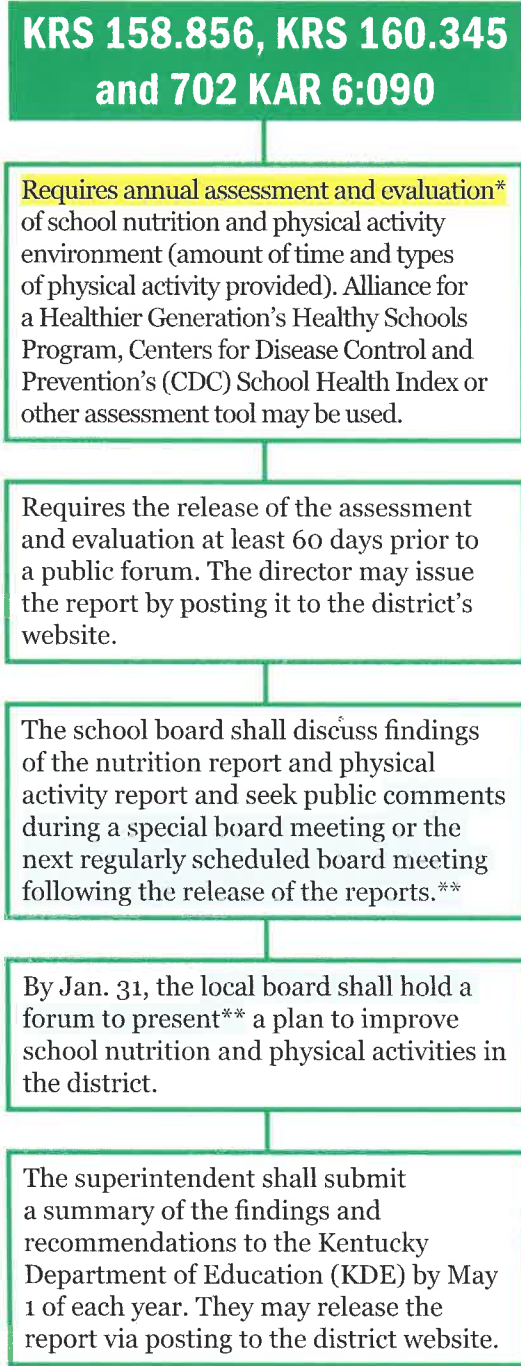 KRS 158.856, KRS 160.345
and 702 KAR 6:090
Requires annual assessment and evaluation*
of school nutrition and physical activity
environment (amount of time and types
of physical activity provided). Alliance for
a Healthier Generation's Healthy Schools
Program, Centers for Disease Control and
Prevention's (CDC) School Health Index or
other assessment tool may be used.
Requires the release of the assessment
and evaluation at least 60 days prior to
a public forum. The director may issue
the report by posting it to the district's
website.
The school board shall discuss findings
of the nutrition report and physical
activity report and seek public comments
during a special board meeting or the
next regularly scheduled board meeting
following the release of the reports.**
By Jan. 31, the local board shall hold a
forum to present** a plan to improve
school nutrition and physical activities in
the district.
The superintendent shall submit
a summary of the findings and
recommendations to the Kentucky
Department of Education (KDE) by May
1 of each year. They may release the
report via posting to the district website.